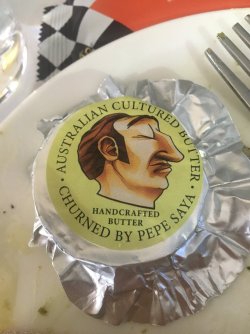 AUSTRALIAN CULTURED BUTTER
HANDCRAFTED
BUTTER
CHURNED BY PEPE SAYA